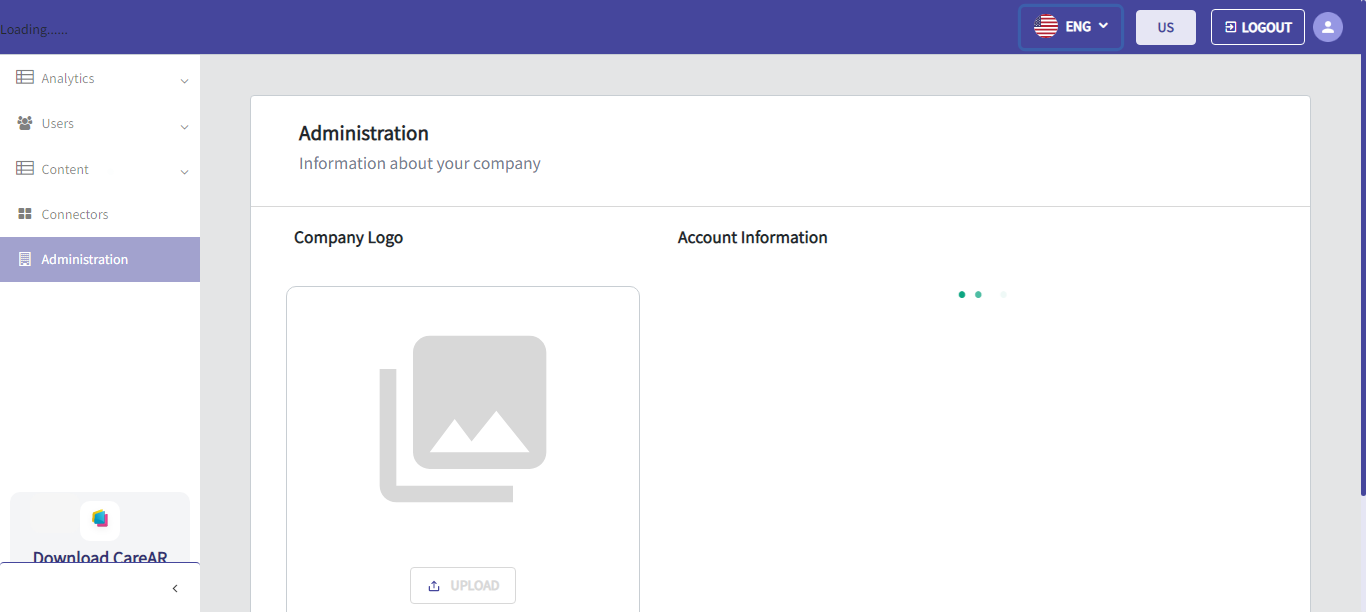 Loading......
ENG
US
LOGOUT
Analytics
Users
Content
Connectors
Administration
Download CareAR
Administration
Information about your company
Company Logo
Account Information
UPLOAD